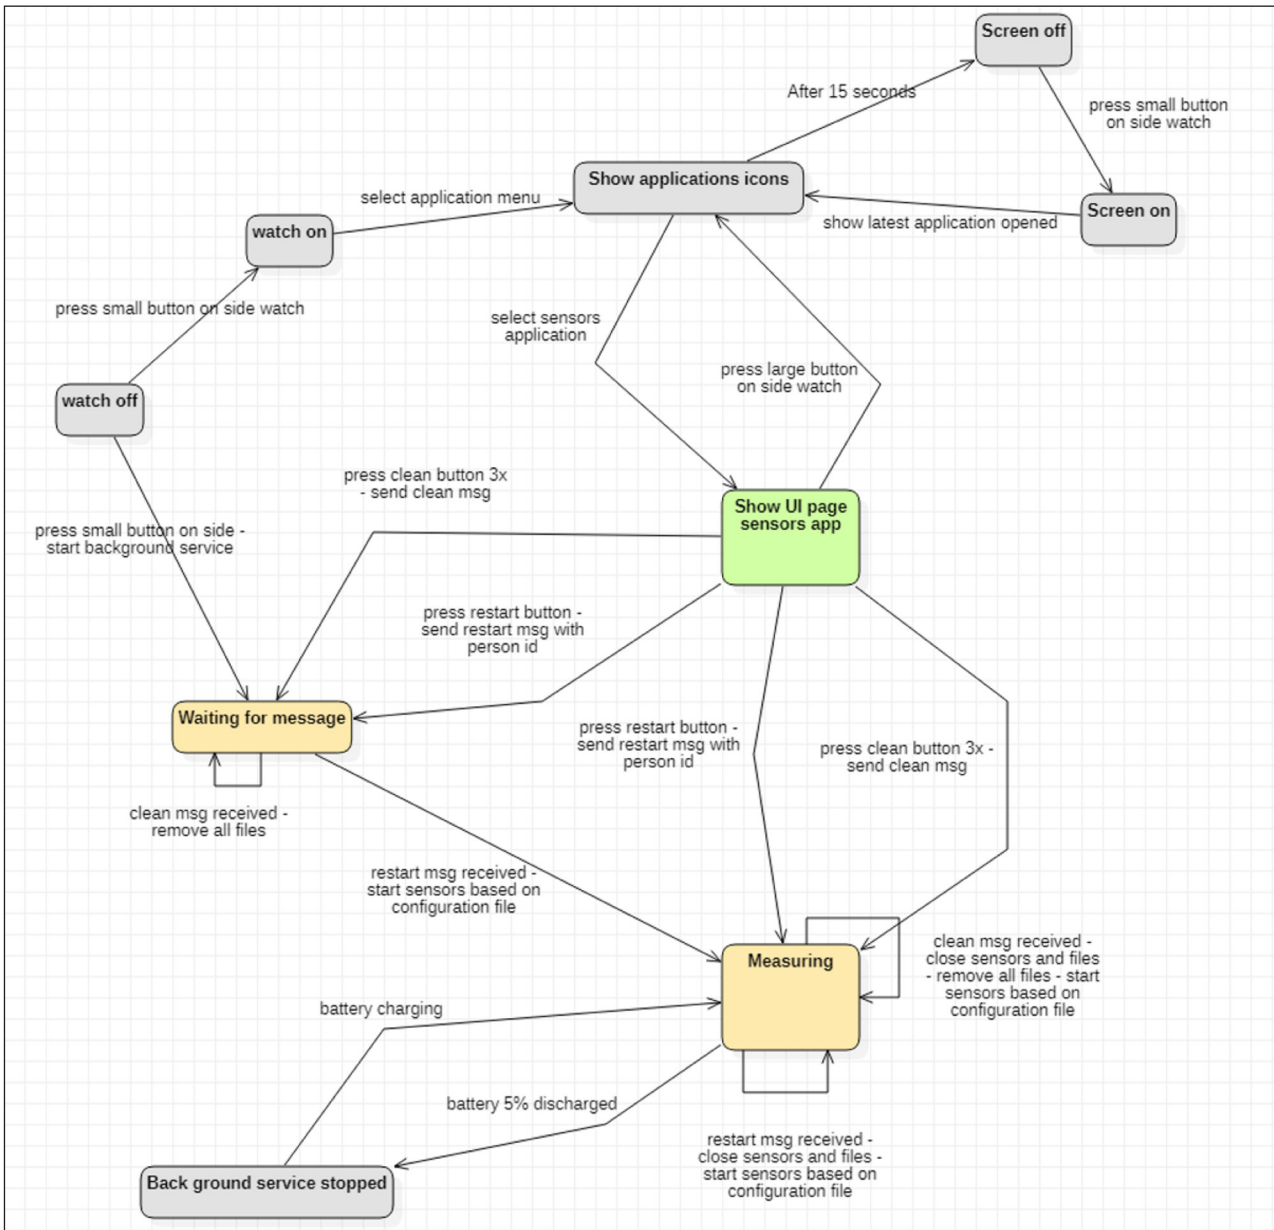 Screen off
After 15 seconds
press small button
on side watch
Show applications icons
select application menu
Screen on
show latest application opened
watch on
press small button on side watch
select sensors
application
press large button
on side watch
watch off
press clean button 3x
- send clean msg
Show UI page
sensors app
press small button on side -
start background service
press restart button -
send restart msg with
person id
Waiting for message
press restart button -
send restart msg with
person id
press clean button 3x -
send clean msg
clean msg received -
remove all files
restart msg received -
start sensors based on
configuration file
Measuring
clean msg received -
close sensors and files
- remove all files - start
sensors based on
configuration file
battery charging
battery 5% discharged
restart msg received -
close sensors and files -
start sensors based on
configuration file
Back ground service stopped